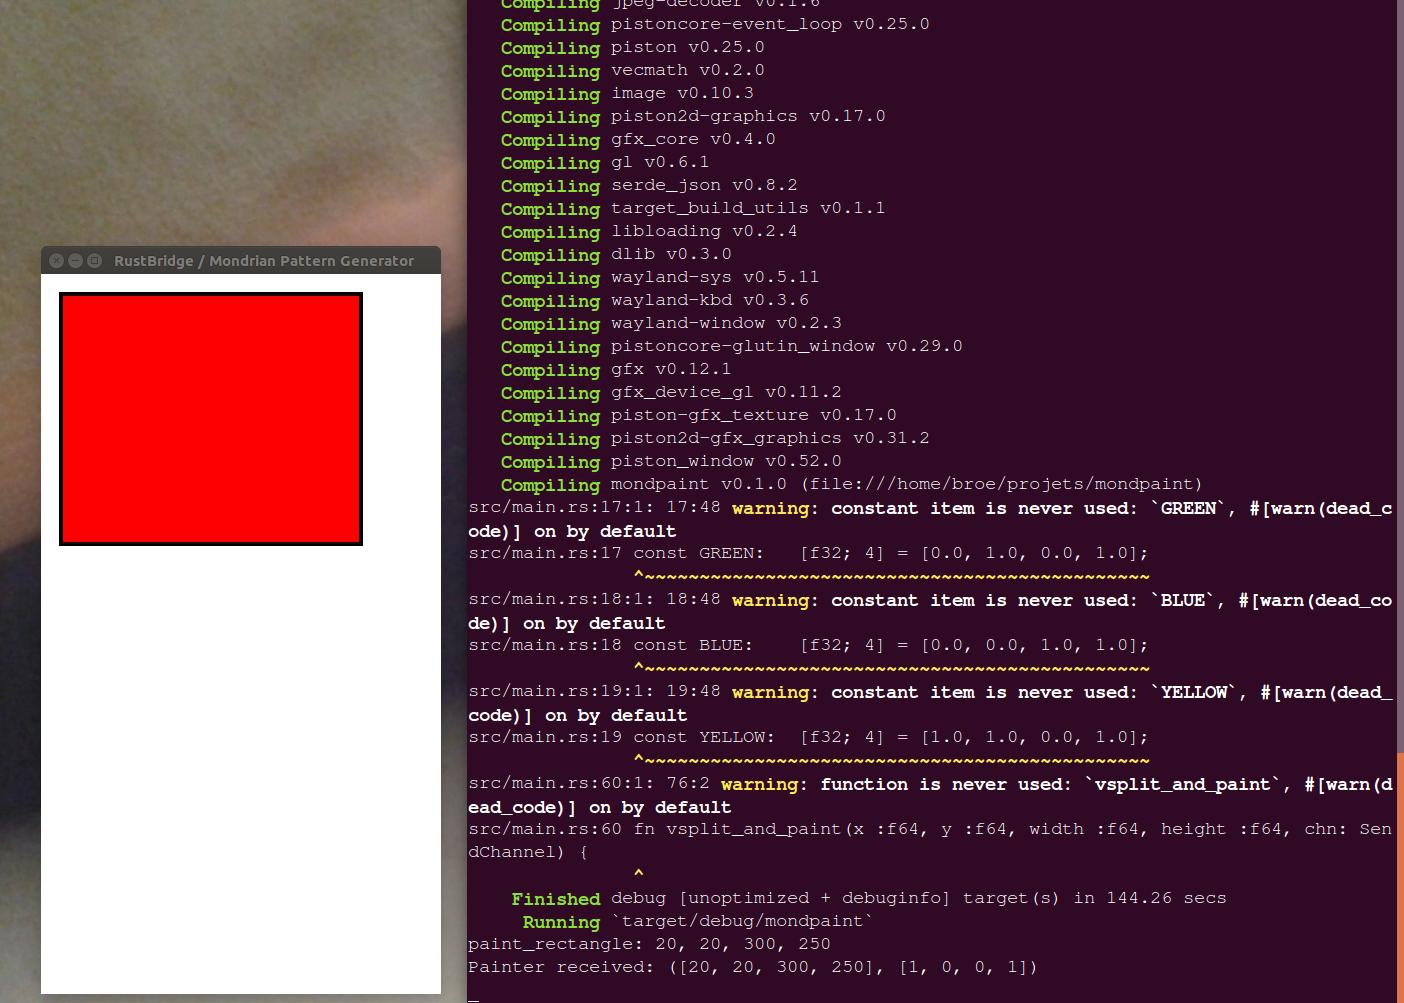 RustBridge / Mondrian Pattern Generator
Compiling jpeg-decoder v0.1.6
Compiling pistoncore-event_loop v0.25.0
Compiling piston v0.25.0
Compiling vecmath v0.2.0
Compiling image v0.10.3
Compiling piston2d-graphics v0.17.0
Compiling gfx_core v0.4.0
Compiling gl v0.6.1
Compiling serde_json v0.8.2
Compiling target_build_utils v0.1.1
Compiling libloading v0.2.4
Compiling dlib v0.3.0
Compiling wayland-sys v0.5.11
Compiling wayland-kbd v0.3.6
Compiling wayland-window v0.2.3
Compiling pistoncore-glutin_window v0.29.0
Compiling gfx v0.12.1
Compiling gfx_device_gl v0.11.2
Compiling piston-gfx_texture v0.17.0
Compiling piston2d-gfx_graphics v0.31.2
Compiling piston_window v0.52.0
Compiling mondpaint v0.1.0 (file:///home/broe/projets/mondpaint)
src/main.rs:17:1: 17:48 warning: constant item is never used: `GREEN`, #[warn(dead_c
ode)] on by default
src/main.rs:17 const GREEN:   [f32; 4] = [0.0, 1.0, 0.0, 1.0];
^~~~~~~~~~~~~~~~~~~~~~~~~~~~~~~~~~~~~~~~~~~~~~~
src/main.rs:18:1: 18:48 warning: constant item is never used: `BLUE`, #[warn(dead_co
de)] on by default
src/main.rs:18 const BLUE:    [f32; 4] = [0.0, 0.0, 1.0, 1.0];
^~~~~~~~~~~~~~~~~~~~~~~~~~~~~~~~~~~~~~~~~~~~~~~
src/main.rs:19:1: 19:48 warning: constant item is never used: `YELLOW`, #[warn(dead_
code)] on by default
src/main.rs:19 const YELLOW:  [f32; 4] = [1.0, 1.0, 0.0, 1.0];
^~~~~~~~~~~~~~~~~~~~~~~~~~~~~~~~~~~~~~~~~~~~~~~
src/main.rs:60:1: 76:2 warning: function is never used: `vsplit_and_paint`, #[warn(d
ead_code)] on by default
src/main.rs:60 fn vsplit_and_paint(x :f64, y :f64, width :f64, height :f64, chn: Sen
dChannel) {
^
Finished debug [unoptimized + debuginfo] target(s) in 144.26 secs
Running `target/debug/mondpaint`
paint_rectangle: 20, 20, 300, 250
Painter received: ([20, 20, 300, 250], [1, 0, 0, 1])